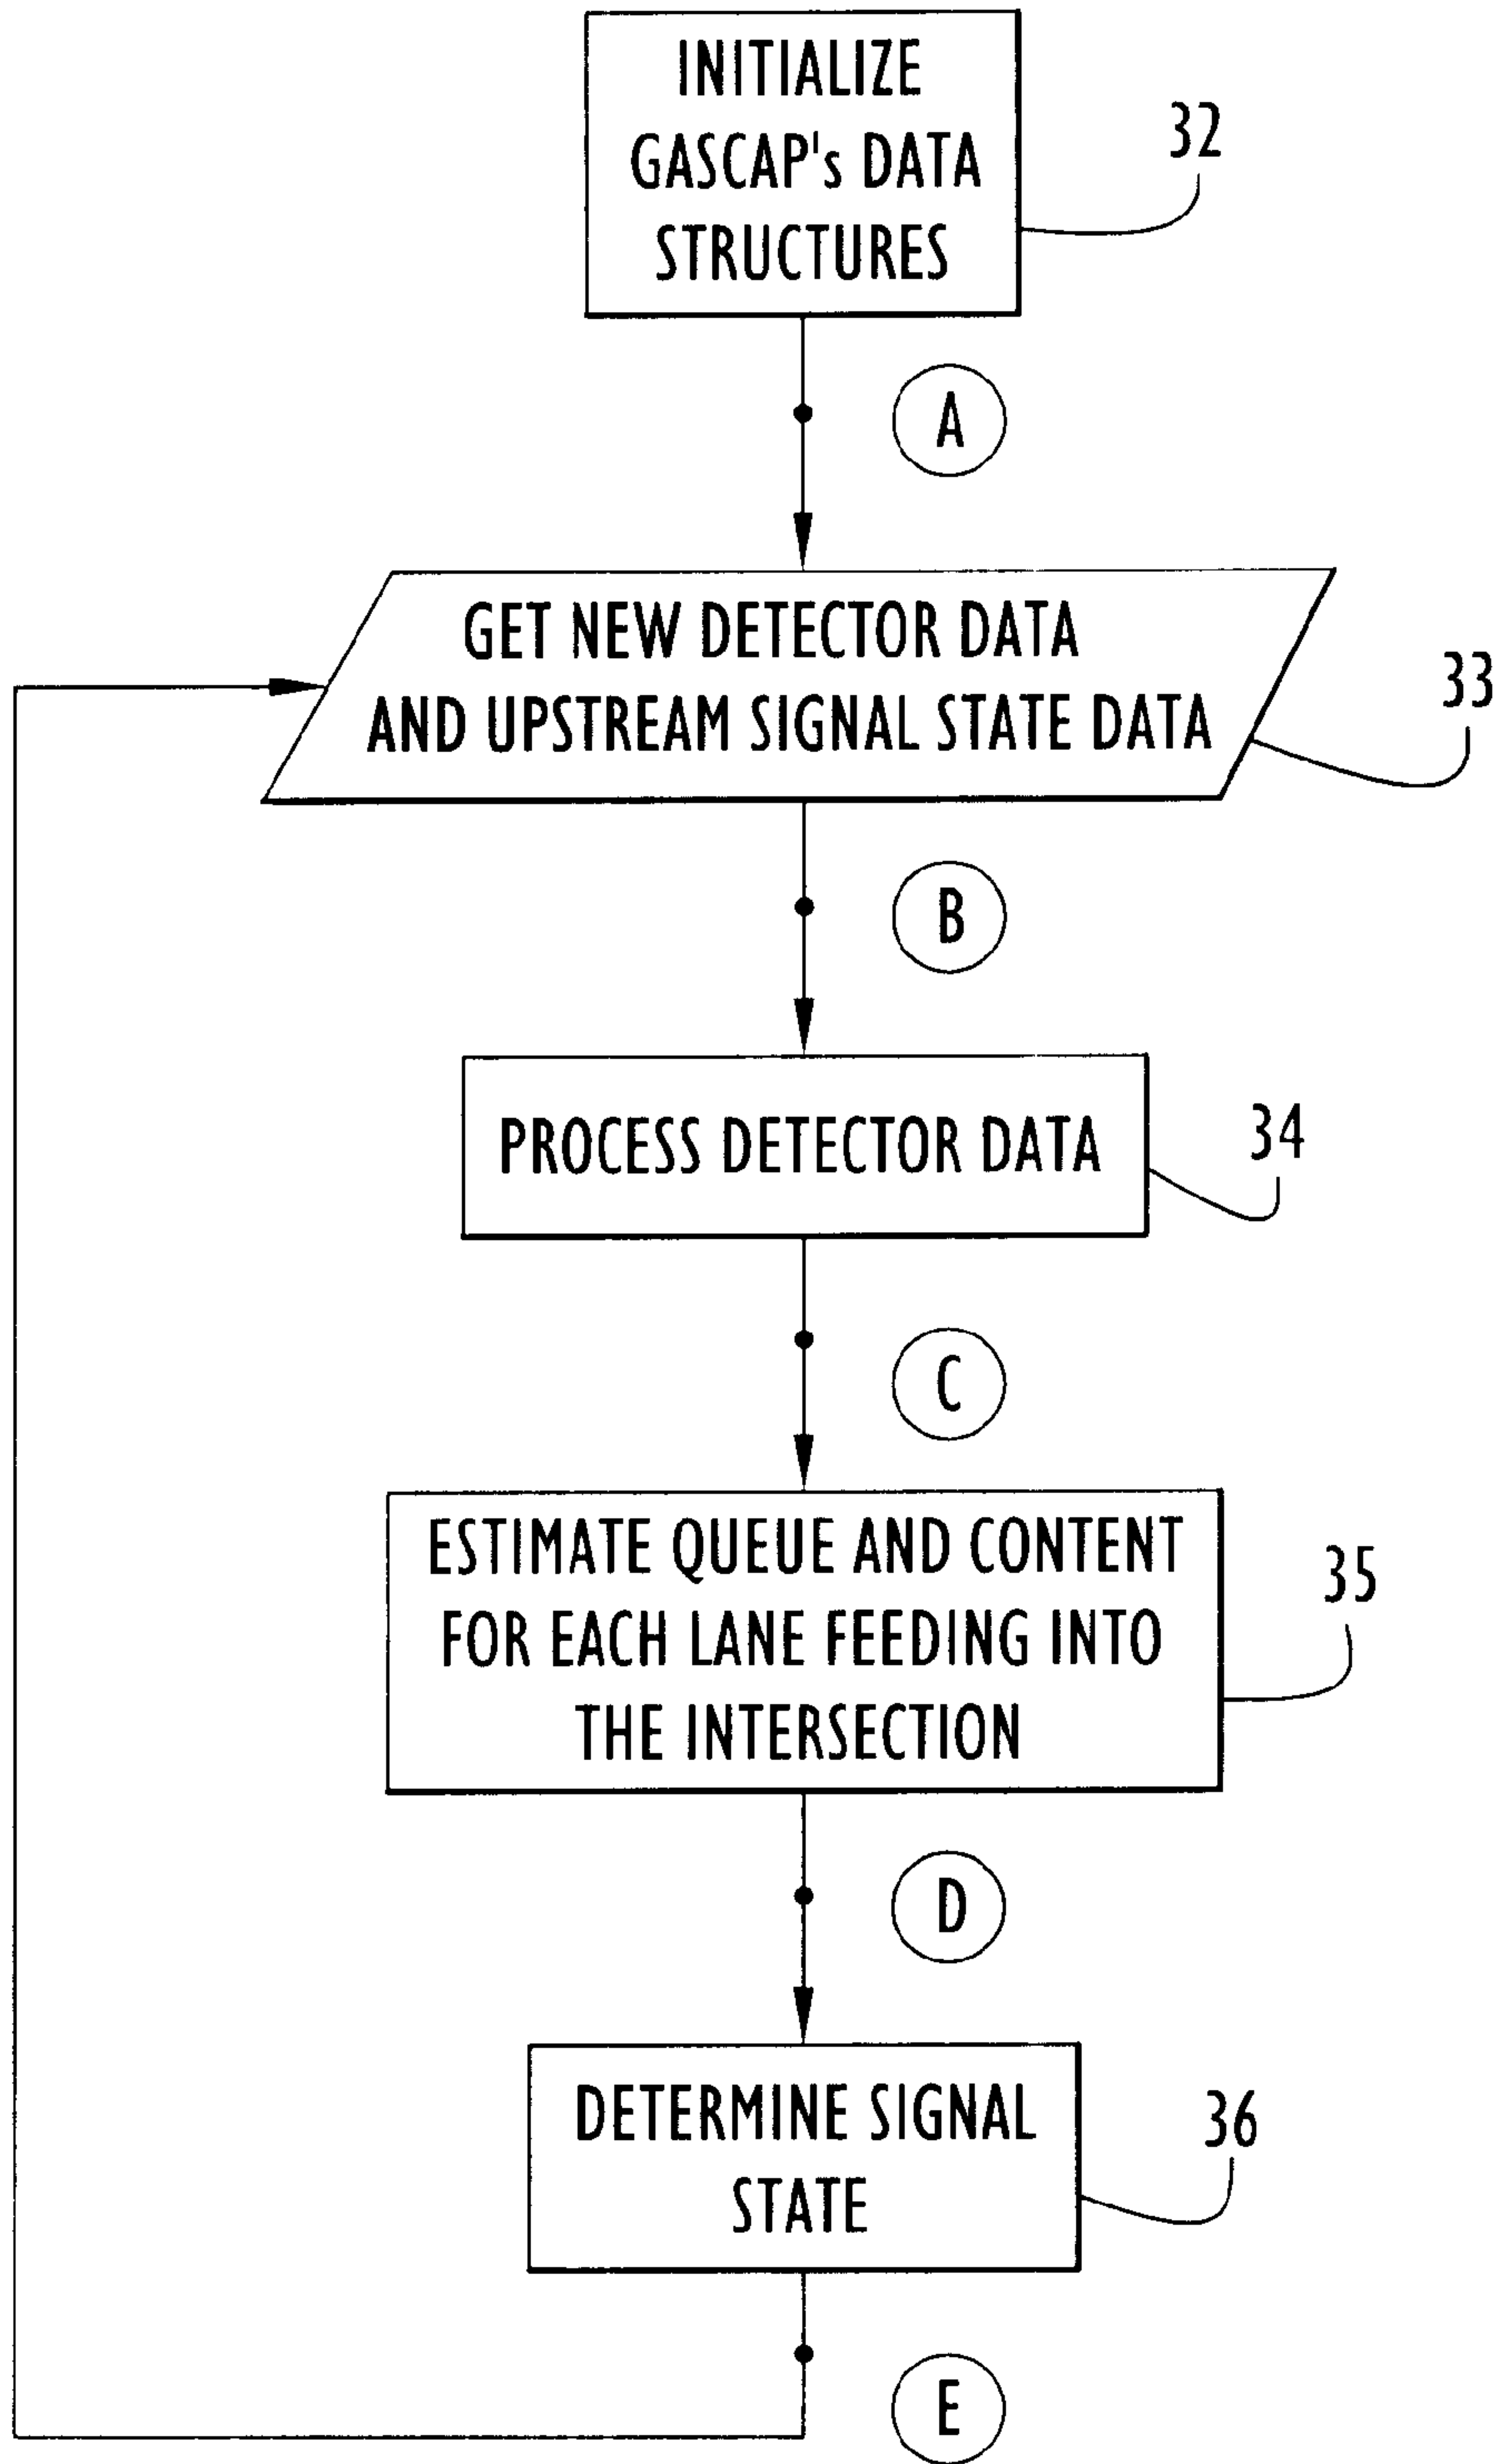 INITIALIZE
GASCAP's DATA
STRUCTURES
32
A
GET NEW DETECTOR DATA
AND UPSTREAM SIGNAL STATE DATA
33
B
PROCESS DETECTOR DATA
34
C
ESTIMATE QUEUE AND CONTENT
FOR EACH LANE FEEDING INTO
THE INTERSECTION
35
D
DETERMINE SIGNAL
STATE
36
E